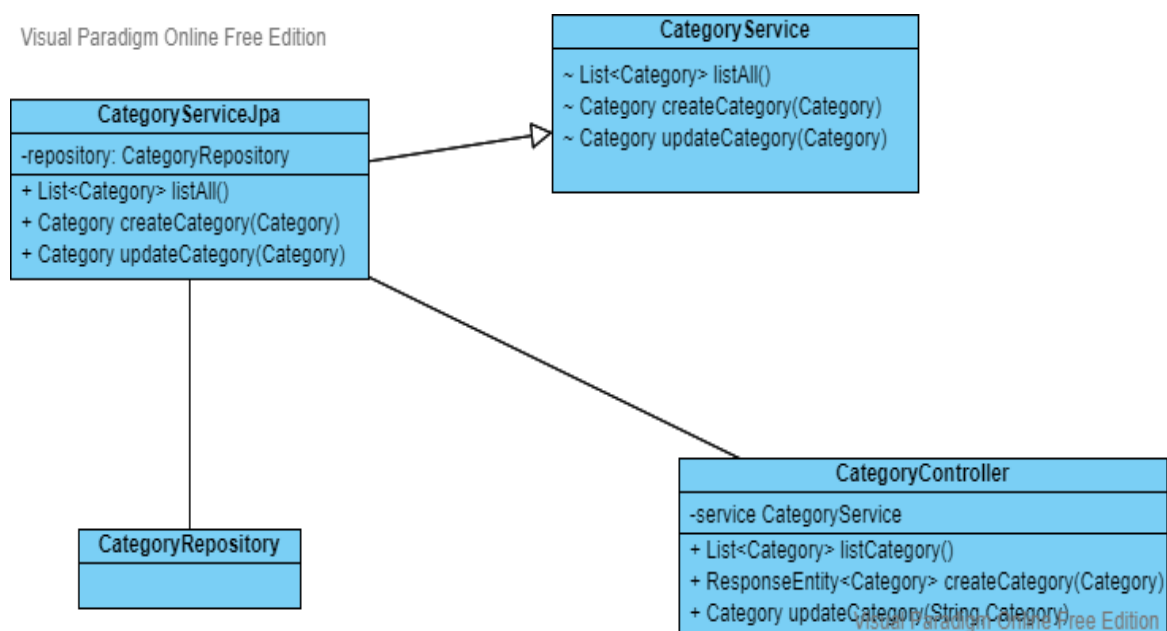 Visual Paradigm Online Free Edition
CategoryService
~ List<Category> listAll()
~ Category createCategory(Category)
~ Category updateCategory(Category)
CategoryServiceJpa
-repository: CategoryRepository
+ List<Category> listAll()
+ Category createCategory(Category)
+ Category updateCategory(Category)
CategoryRepository
CategoryController
-service CategoryService
+ List<Category> listCategory()
+ ResponseEntity<Category> createCategory(Category)
+ Category updateCategory(String,Category)
Visual Paradigm Online Free Edition